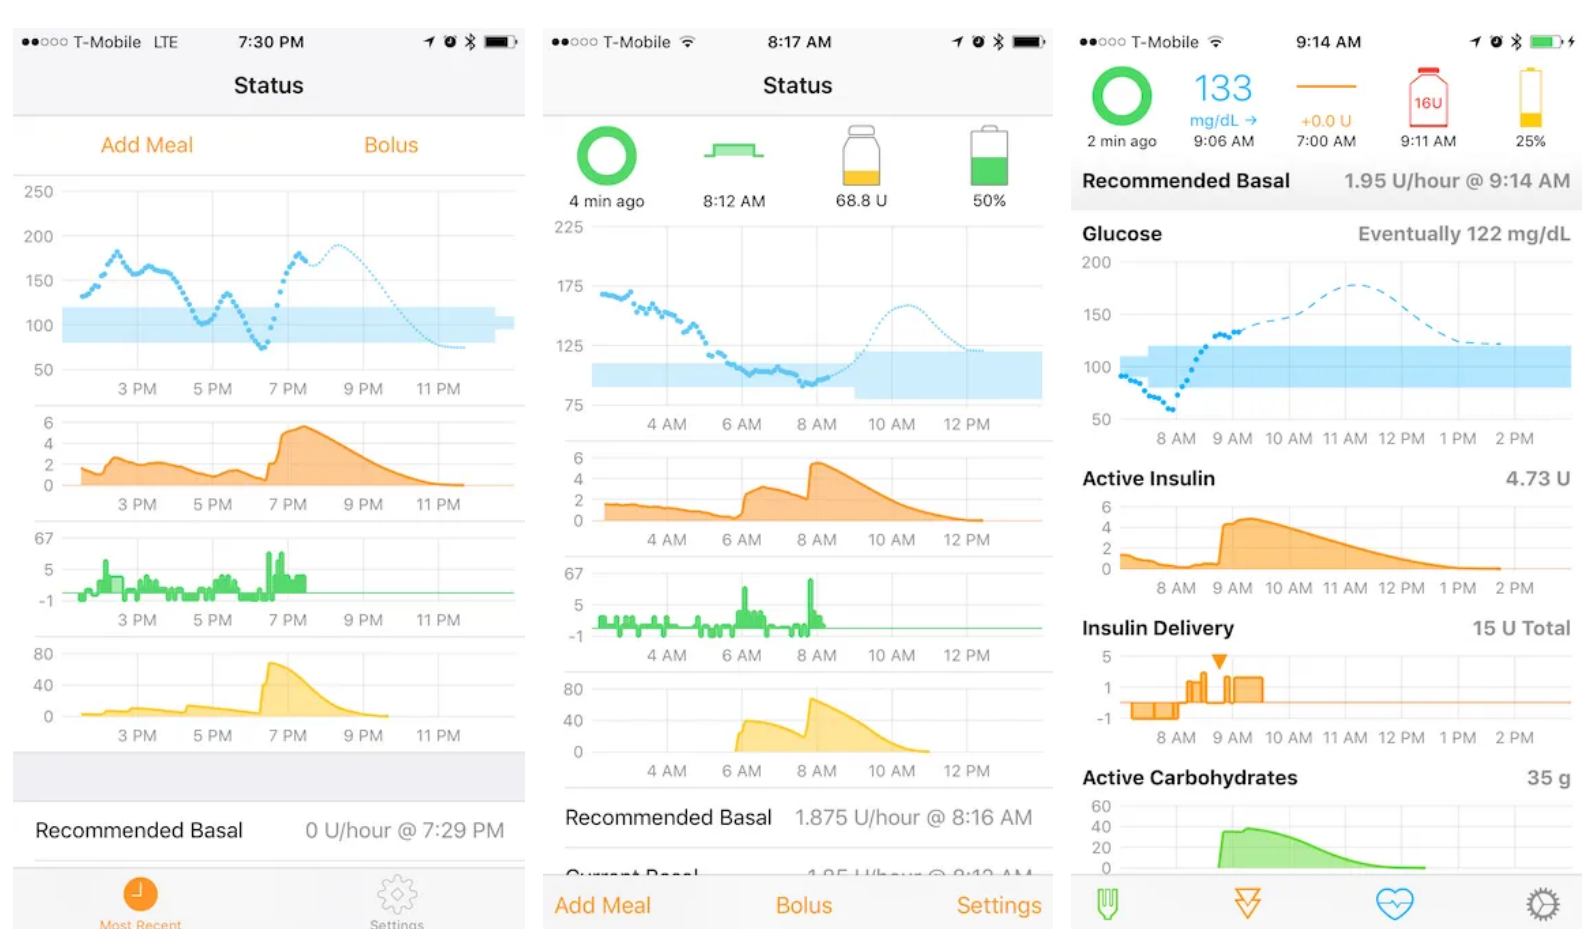 T-Mobile LTE 7:30 PM
Status
Add Meal Bolus
250
200
150
100
50
3 PM 5 PM 7 PM 9 PM 11 PM
6
4
2
0
3 PM 5 PM 7 PM 9 PM 11 PM
67
5
-1
3 PM 5 PM 7 PM 9 PM 11 PM
80
40
0
3 PM 5 PM 7 PM 9 PM 11 PM
Recommended Basal 0 U/hour @ 7:29 PM
Most Recent Settings
T-Mobile 8:17 AM
Status
4 min ago 8:12 AM 68.8 U 50%
225
175
125
75
4 AM 6 AM 8 AM 10 AM 12 PM
6
4
2
0
4 AM 6 AM 8 AM 10 AM 12 PM
67
5
-1
4 AM 6 AM 8 AM 10 AM 12 PM
80
40
0
4 AM 6 AM 8 AM 10 AM 12 PM
Recommended Basal 1.875 U/hour @ 8:16 AM
Current Basal 1.85 U/hour @ 8:12 AM
Add Meal Bolus Settings
T-Mobile 9:14 AM
133
16U
mg/dL → +0.0 U
2 min ago 9:06 AM 7:00 AM 9:11 AM 25%
Recommended Basal 1.95 U/hour @ 9:14 AM
Glucose Eventually 122 mg/dL
200
150
100
50
8 AM 9 AM 10 AM 11 AM 12 PM 1 PM 2 PM
Active Insulin 4.73 U
6
4
2
0
8 AM 9 AM 10 AM 11 AM 12 PM 1 PM 2 PM
Insulin Delivery 15 U Total
5
1
-1
8 AM 9 AM 10 AM 11 AM 12 PM 1 PM 2 PM
Active Carbohydrates 35 g
60
40
20
0